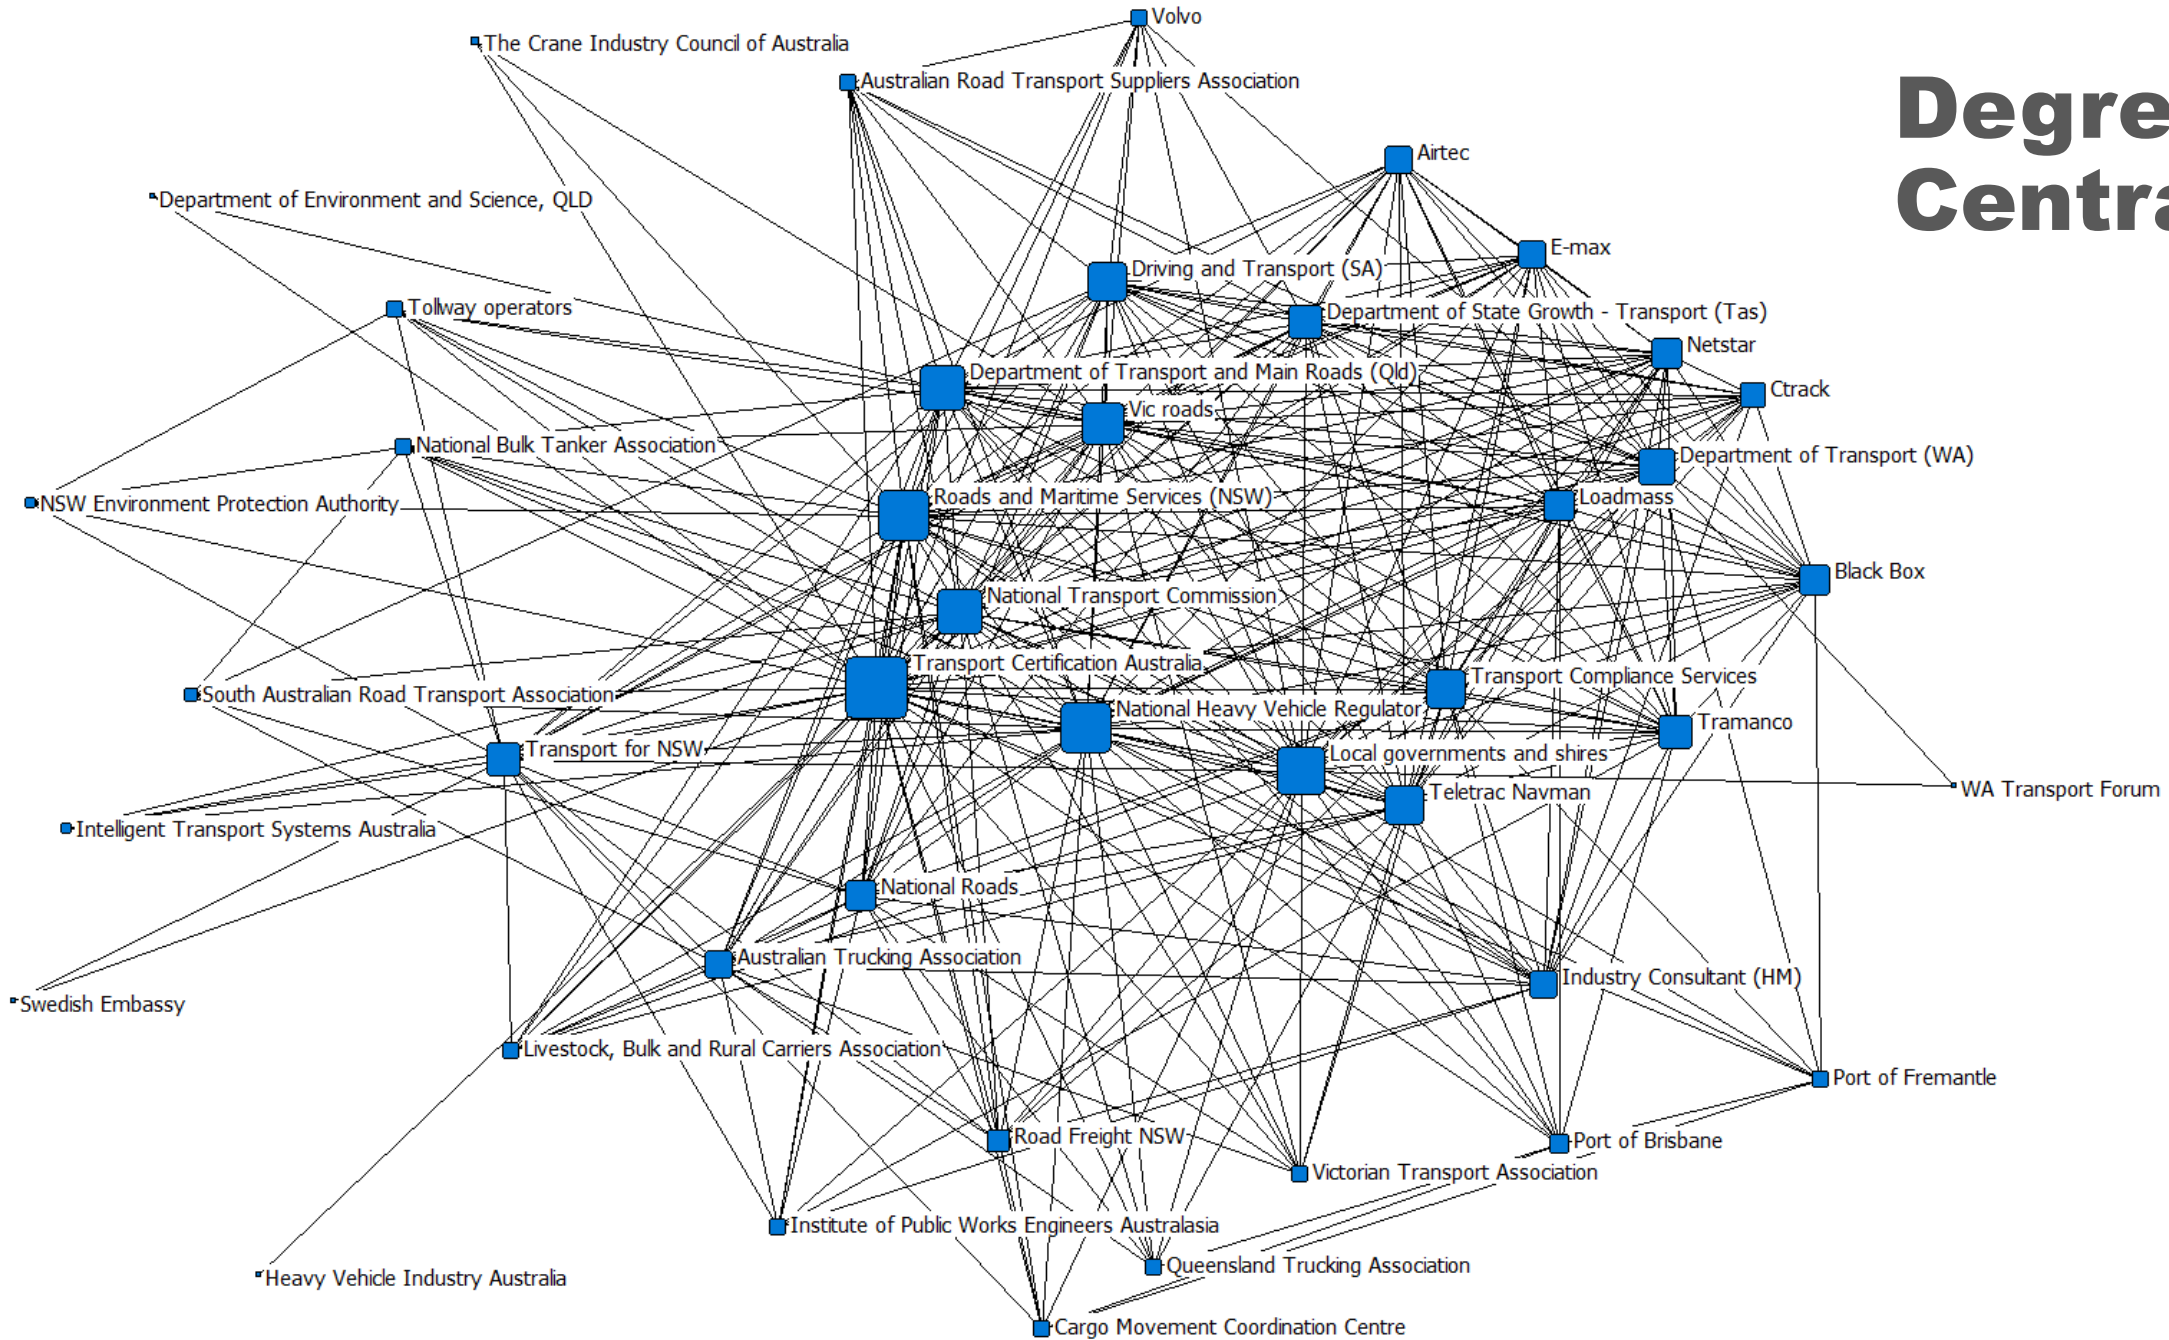 Volvo
The Crane Industry Council of Australia
Australian Road Transport Suppliers Association
Degre
Centra
Airtec
Department of Environment and Science, QLD
E-max
Driving and Transport (SA)
Tollway operators
Department of State Growth - Transport (Tas)
Netstar
Department of Transport and Main Roads (Qld)
Ctrack
Vic roads
National Bulk Tanker Association
Department of Transport (WA)
NSW Environment Protection Authority
Roads and Maritime Services (NSW)
Loadmass
Black Box
National Transport Commission
Transport Certification Australia
Transport Compliance Services
South Australian Road Transport Association
National Heavy Vehicle Regulator
Tramanco
Transport for NSW
Local governments and shires
Teletrac Navman
WA Transport Forum
Intelligent Transport Systems Australia
National Roads
Australian Trucking Association
Industry Consultant (HM)
Swedish Embassy
Livestock, Bulk and Rural Carriers Association
Port of Fremantle
Road Freight NSW
Port of Brisbane
Victorian Transport Association
Institute of Public Works Engineers Australasia
Queensland Trucking Association
Heavy Vehicle Industry Australia
Cargo Movement Coordination Centre